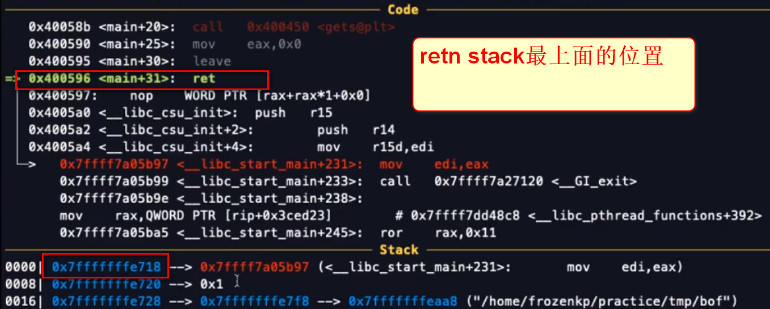 Code
0x40058b <main+20>: call 0x400450 <gets@plt>
0x400590 <main+25>: mov eax,0x0
0x400595 <main+30>: leave
=> 0x400596 <main+31>: ret
0x400597: nop WORD PTR [rax+rax*1+0x0]
0x4005a0 <__libc_csu_init>: push r15
0x4005a2 <__libc_csu_init+2>: push r14
0x4005a4 <__libc_csu_init+4>: mov r15d,edi
-> 0x7ffff7a05b97 <__libc_start_main+231>: mov edi,eax
0x7ffff7a05b99 <__libc_start_main+233>: call 0x7ffff7a27120 <__GI_exit>
0x7ffff7a05b9e <__libc_start_main+238>:
mov rax,QWORD PTR [rip+0x3ced23] # 0x7ffff7dd48c8 <__libc_pthread_functions+392>
0x7ffff7a05ba5 <__libc_start_main+245>: ror rax,0x11
retn stack最上面的位置
Stack
0000| 0x7fffffffe718 --> 0x7ffff7a05b97 (<__libc_start_main+231>: mov edi,eax)
0008| 0x7fffffffe720 --> 0x1
0016| 0x7fffffffe728 --> 0x7fffffffe7f8 --> 0x7fffffffeaa8 ("/home/frozenkp/practice/tmp/bof")